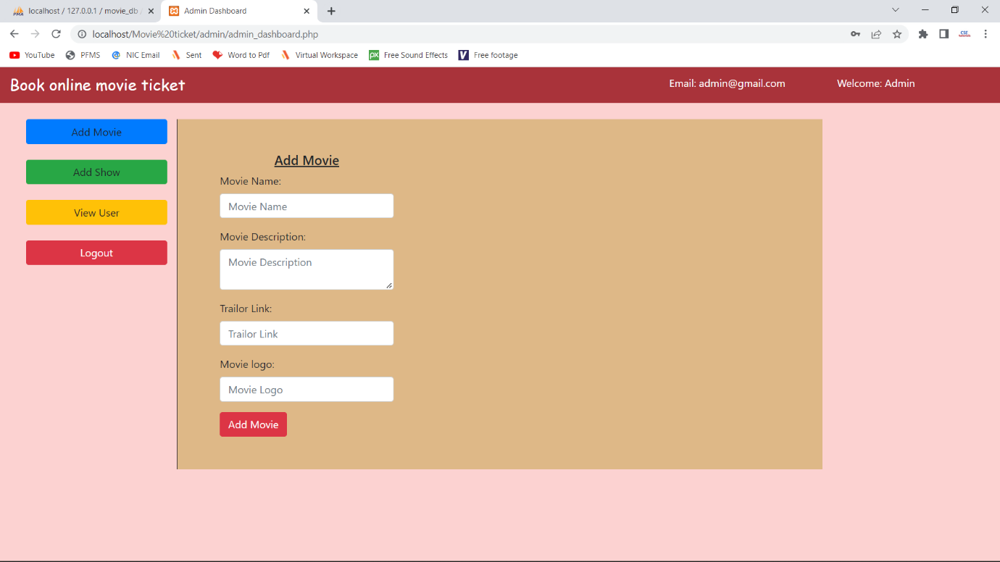 localhost / 127.0.0.1 / movie_db
Admin Dashboard
localhost/Movie%20ticket/admin/admin_dashboard.php
YouTube PFMS NIC Email Sent Word to Pdf Virtual Workspace Free Sound Effects Free footage
Book online movie ticket Email: admin@gmail.com Welcome: Admin
Add Movie
Add Show
View User
Logout
Add Movie
Movie Name:
Movie Name
Movie Description:
Movie Description
Trailor Link:
Trailor Link
Movie logo:
Movie Logo
Add Movie